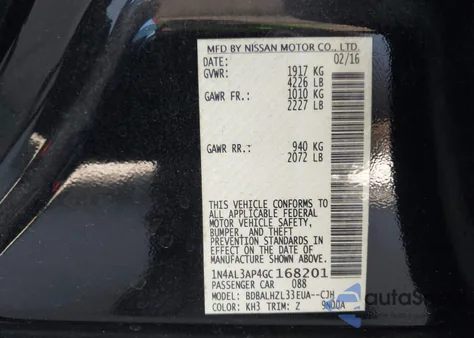 MFD BY NISSAN MOTOR CO., LTD.
DATE: 02/16
GVWR: 1917 KG
4226 LB
GAWR FR.: 1010 KG
2227 LB
GAWR RR.: 940 KG
2072 LB
THIS VEHICLE CONFORMS TO
ALL APPLICABLE FEDERAL
MOTOR VEHICLE SAFETY,
BUMPER, AND THEFT
PREVENTION STANDARDS IN
EFFECT ON THE DATE OF
MANUFACTURE SHOWN ABOVE
1N4AL3AP4GC168201
PASSENGER CAR 088
MODEL: BDBALHZL33EUA--CJH
COLOR: KH3 TRIM: Z